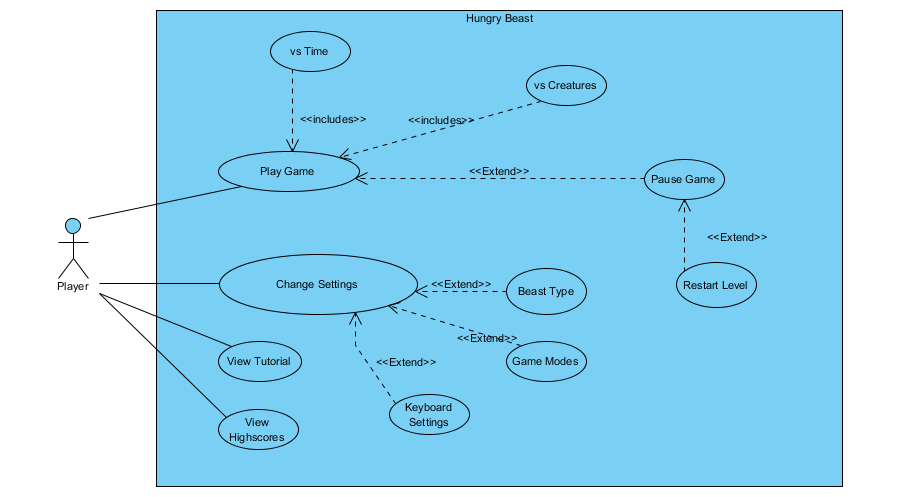 Hungry Beast
vs Time
vs Creatures
<<includes>>
<<includes>>
Play Game
<<Extend>>
Pause Game
<<Extend>>
Player
Change Settings
<<Extend>>
Beast Type
Restart Level
<<Extend>>
View Tutorial
<<Extend>>
Game Modes
Keyboard
Settings
View
Highscores